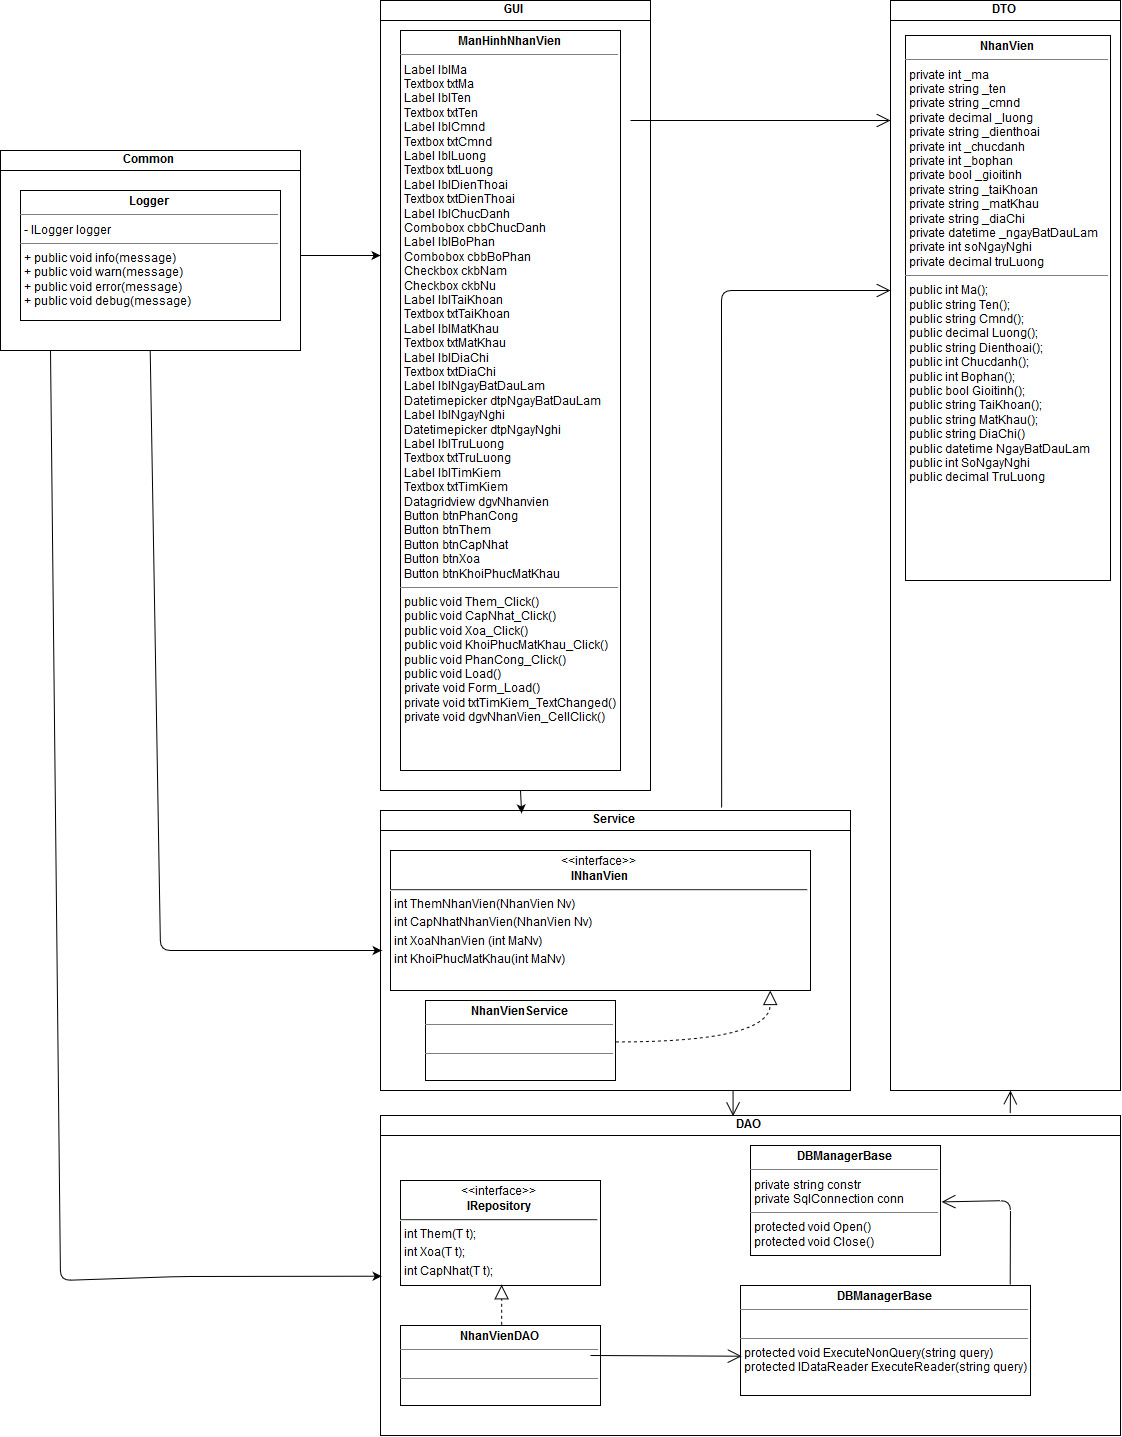 GUI
ManHinhNhanVien
Label lblMa
Textbox txtMa
Label lblTen
Textbox txtTen
Label lblCmnd
Textbox txtCmnd
Label lblLuong
Textbox txtLuong
Label lblDienThoai
Textbox txtDienThoai
Label lblChucDanh
Combobox cbbChucDanh
Label lblBoPhan
Combobox cbbBoPhan
Checkbox ckbNam
Checkbox ckbNu
Label lblTaiKhoan
Textbox txtTaiKhoan
Label lblMatKhau
Textbox txtMatKhau
Label lblDiaChi
Textbox txtDiaChi
Label lblNgayBatDauLam
Datetimepicker dtpNgayBatDauLam
Label lblNgayNghi
Datetimepicker dtpNgayNghi
Label lblTruLuong
Textbox txtTruLuong
Label lblTimKiem
Textbox txtTimKiem
Datagridview dgvNhanvien
Button btnPhanCong
Button btnThem
Button btnCapNhat
Button btnXoa
Button btnKhoiPhucMatKhau
public void Them_Click()
public void CapNhat_Click()
public void Xoa_Click()
public void KhoiPhucMatKhau_Click()
public void PhanCong_Click()
public void Load()
private void Form_Load()
private void txtTimKiem_TextChanged()
private void dgvNhanVien_CellClick()
DTO
NhanVien
private int _ma
private string _ten
private string _cmnd
private decimal _luong
private string _dienthoai
private int _chucdanh
private int _bophan
private bool _gioitinh
private string _taiKhoan
private string _matKhau
private string _diaChi
private datetime _ngayBatDauLam
private int soNgayNghi
private decimal truLuong
public int Ma();
public string Ten();
public string Cmnd();
public decimal Luong();
public string Dienthoai();
public int Chucdanh();
public int Bophan();
public bool Gioitinh();
public string TaiKhoan();
public string MatKhau();
public string DiaChi()
public datetime NgayBatDauLam
public int SoNgayNghi
public decimal TruLuong
Common
Logger
- ILogger logger
+ public void info(message)
+ public void warn(message)
+ public void error(message)
+ public void debug(message)
Service
<<interface>>
INhanVien
int ThemNhanVien(NhanVien Nv)
int CapNhatNhanVien(NhanVien Nv)
int XoaNhanVien (int MaNv)
int KhoiPhucMatKhau(int MaNv)
NhanVienService
DAO
<<interface>>
IRepository
int Them(T t);
int Xoa(T t);
int CapNhat(T t);
NhanVienDAO
DBManagerBase
private string constr
private SqlConnection conn
protected void Open()
protected void Close()
DBManagerBase
protected void ExecuteNonQuery(string query)
protected IDataReader ExecuteReader(string query)